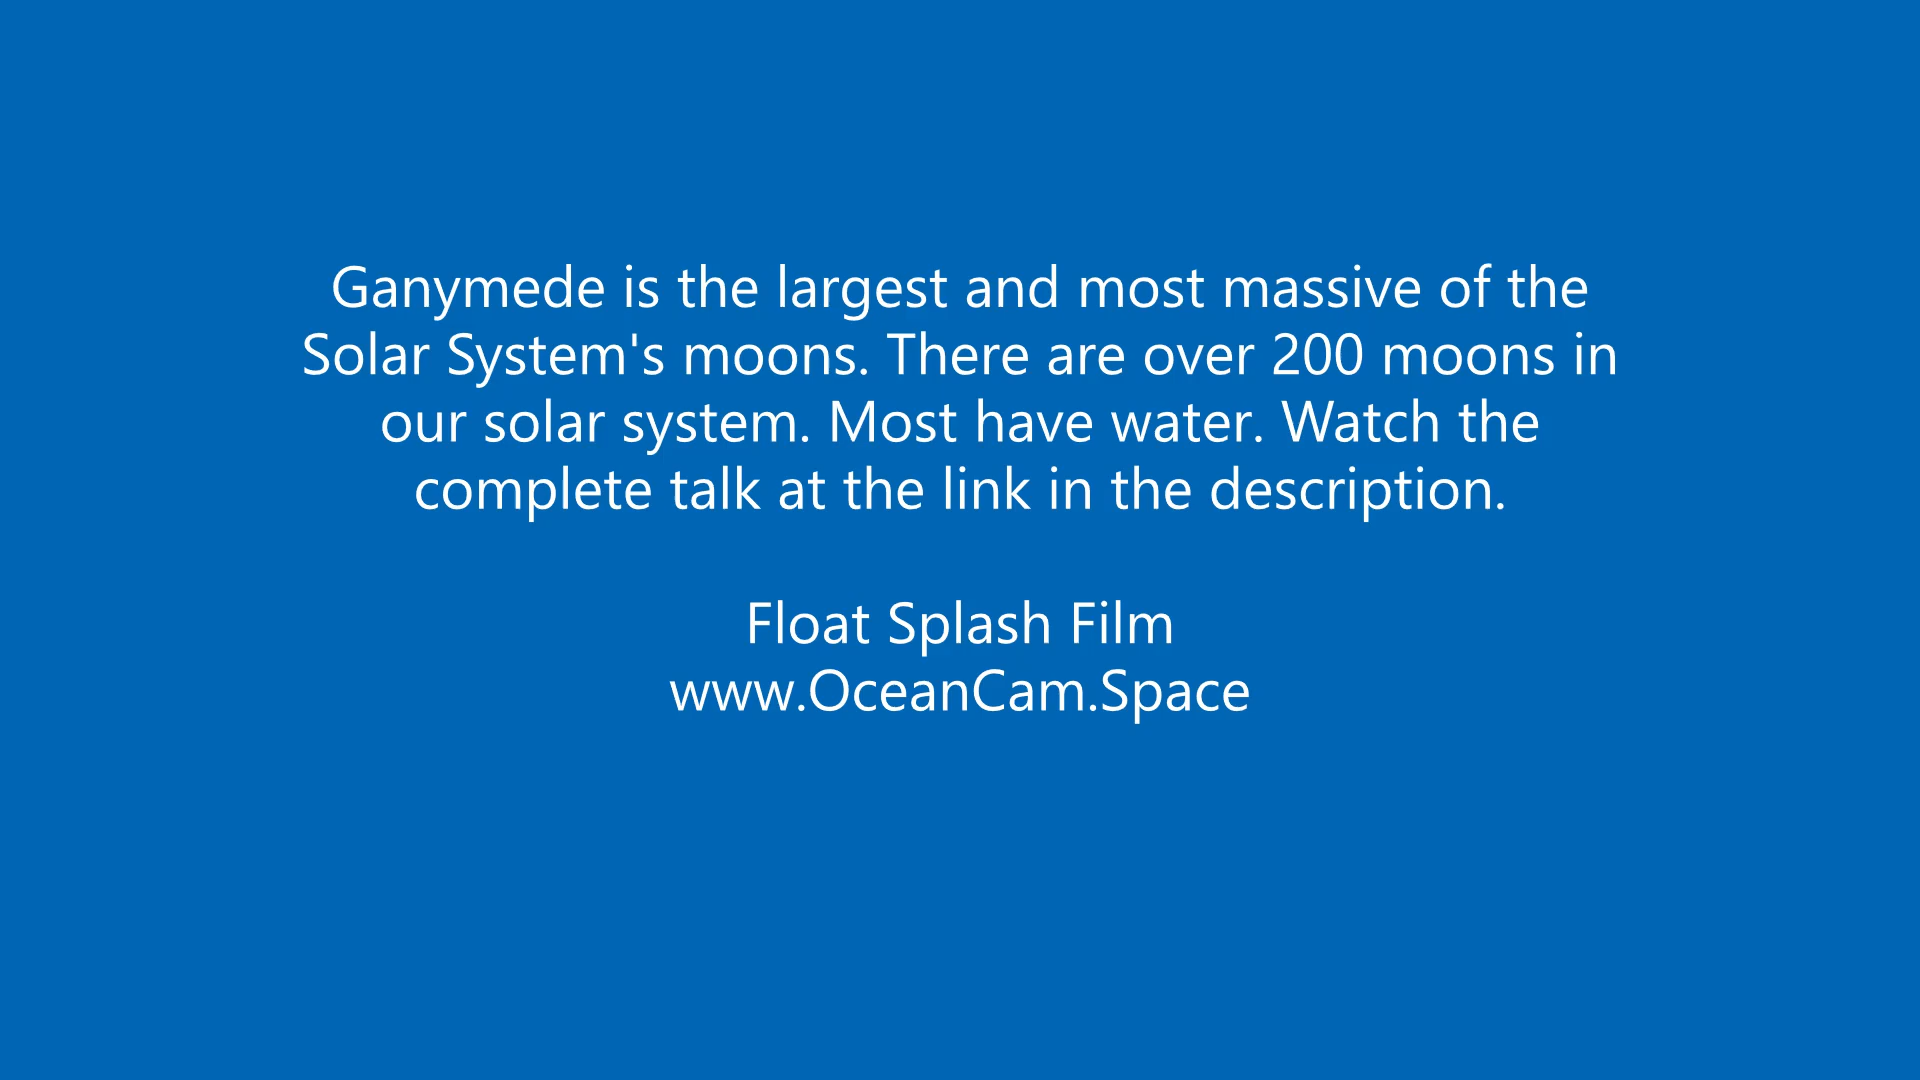 Ganymede is the largest and most massive of the
Solar System's moons. There are over 200 moons in
our solar system. Most have water. Watch the
complete talk at the link in the description.
Float Splash Film
www.OceanCam.Space